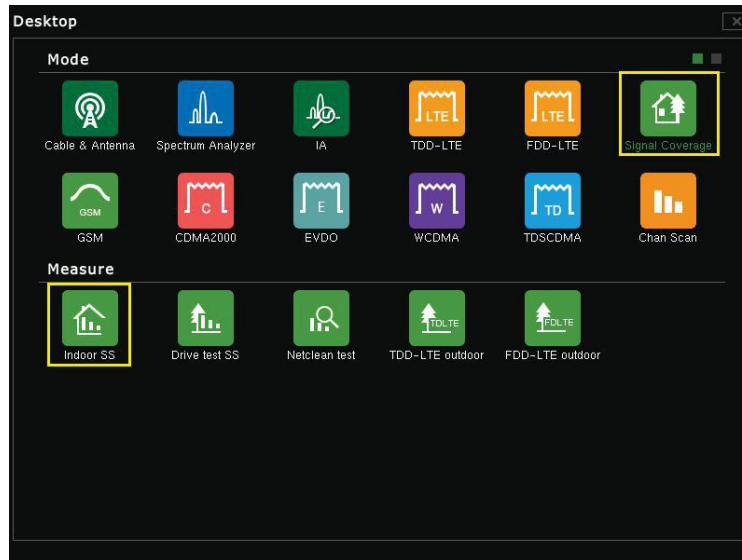 Desktop
Mode
Cable & Antenna Spectrum Analyzer IA LTE TDD-LTE LTE FDD-LTE Signal Coverage
GSM GSM C CDMA2000 E EVDO W WCDMA TD TDSCDMA Chan Scan
Measure
Indoor SS Drive test SS Netclean test TDLTE TDD-LTE outdoor FDLTE FDD-LTE outdoor